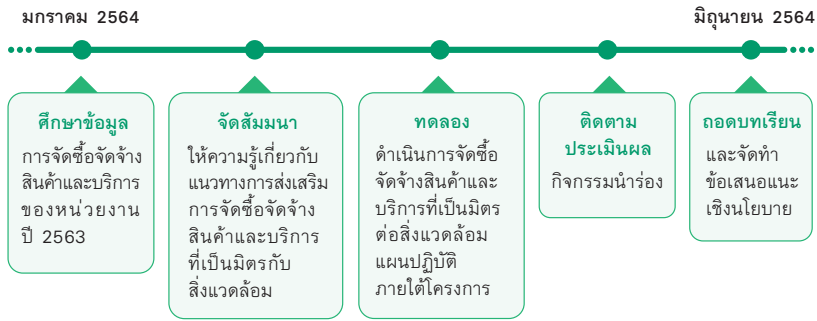 มกราคม 2564
มิถุนายน 2564
ศึกษาข้อมูล
การจัดซื้อจัดจ้าง
สินค้าและบริการ
ของหน่วยงาน
ปี 2563
จัดสัมมนา
ให้ความรู้เกี่ยวกับ
แนวทางการส่งเสริม
การจัดซื้อจัดจ้าง
สินค้าและบริการ
ที่เป็นมิตรกับ
สิ่งแวดล้อม
ทดลอง
ดำเนินการจัดซื้อ
จัดจ้างสินค้าและ
บริการที่เป็นมิตร
ต่อสิ่งแวดล้อม
แผนปฏิบัติ
ภายใต้โครงการ
ติดตาม
ประเมินผล
กิจกรรมนำร่อง
ถอดบทเรียน
และจัดทำ
ข้อเสนอแนะ
เชิงนโยบาย